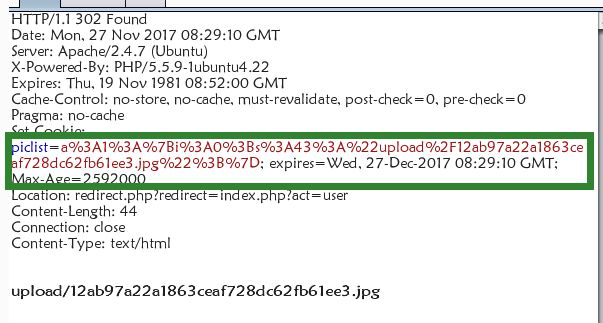 HTTP/1.1 302 Found
Date: Mon, 27 Nov 2017 08:29:10 GMT
Server: Apache/2.4.7 (Ubuntu)
X-Powered-By: PHP/5.5.9-1ubuntu4.22
Expires: Thu, 19 Nov 1981 08:52:00 GMT
Cache-Control: no-store, no-cache, must-revalidate, post-check=0, pre-check=0
Pragma: no-cache
Set-Cookie:
piclist=a%3A1%3A%7Bi%3A0%3Bs%3A43%3A%22upload%2F12ab97a22a1863ce
af728dc62fb61ee3.jpg%22%3B%7D; expires=Wed, 27-Dec-2017 08:29:10 GMT;
Max-Age=2592000
Location: redirect.php?redirect=index.php?act=user
Content-Length: 44
Connection: close
Content-Type: text/html
upload/12ab97a22a1863ceaf728dc62fb61ee3.jpg